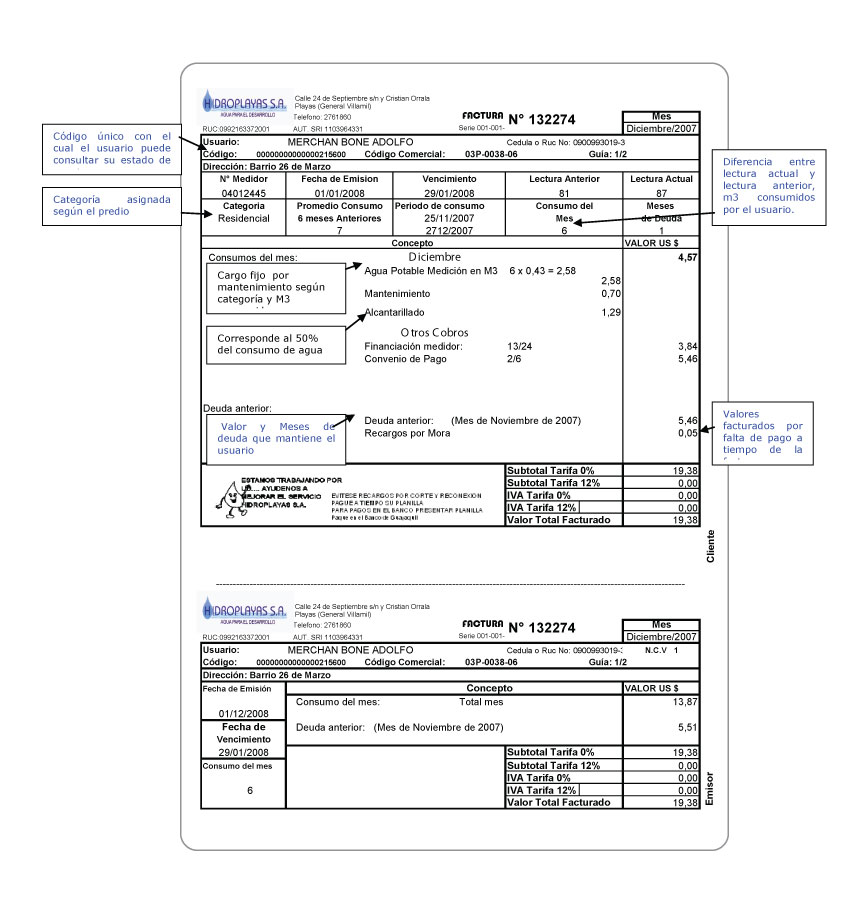 HIDROPLAYAS S.A.
AGUA PARA EL DESARROLLO
Calle 24 de Septiembre s/n y Cristian Orrala
Playas (General Villamil)
Telefono: 2761860
RUC:0992163372001 AUT. SRI 1103964331
FACTURA Nº 132274
Serie 001-001-
Mes
Diciembre/2007
Código único con el
cual el usuario puede
consultar su estado de
Usuario: MERCHAN BONE ADOLFO Cedula o Ruc No: 0900993019-3
Código: 0000000000000000215600 Código Comercial: 03P-0038-06 Guia: 1/2
Dirección: Barrio 26 de Marzo
Diferencia entre
lectura actual y
lectura anterior,
m3 consumidos
por el usuario.
N° Medidor Fecha de Emision Vencimiento Lectura Anterior Lectura Actual
04012445 01/01/2008 29/01/2008 81 87
Categoría asignada
según el predio
Categoria Promedio Consumo Periodo de consumo Consumo del Meses
Residencial 6 meses Anteriores 25/11/2007 Mes de Deuda
7 2712/2007 6 1
Concepto VALOR US $
Consumos del mes: Diciembre 4,57
Cargo fijo por
mantenimiento según
categoría y M3
Agua Potable Medición en M3 6 x 0,43 = 2,58
2,58
Mantenimiento 0,70
Alcantarillado 1,29
Corresponde al 50%
del consumo de agua
Otros Cobros
Financiación medidor: 13/24 3,84
Convenio de Pago 2/6 5,46
Deuda anterior:
Valor y Meses de
deuda que mantiene el
usuario
Deuda anterior: (Mes de Noviembre de 2007) 5,46
Recargos por Mora 0,05
Valores
facturados por
falta de pago a
tiempo de la
ESTAMOS TRABAJANDO POR
UD.... AYUDENOS A
MEJORAR EL SERVICIO
HIDROPLAYAS S.A.
EVITESE RECARGOS POR CORTE Y RECONEXION
PAGUE A TIEMPO SU PLANILLA
PARA PAGOS EN EL BANCO PRESENTAR PLANILLA
Pague en el Banco de Guayaquil
Subtotal Tarifa 0% 19,38
Subtotal Tarifa 12% 0,00
IVA Tarifa 0% 0,00
IVA Tarifa 12% 0,00
Valor Total Facturado 19,38
Cliente
HIDROPLAYAS S.A.
AGUA PARA EL DESARROLLO
Calle 24 de Septiembre s/n y Cristian Orrala
Playas (General Villamil)
Telefono: 2761860
RUC:0992163372001 AUT. SRI 1103964331
FACTURA Nº 132274
Serie 001-001-
Mes
Diciembre/2007
Usuario: MERCHAN BONE ADOLFO Cedula o Ruc No: 0900993019- N.C.V 1
Código: 0000000000000000215600 Código Comercial: 03P-0038-06 Guia: 1/2
Dirección: Barrio 26 de Marzo
Fecha de Emisión Concepto VALOR US $
Consumo del mes: Total mes 13,87
01/12/2008
Fecha de
Vencimiento
29/01/2008
Deuda anterior: (Mes de Noviembre de 2007) 5,51
Consumo del mes
6
Subtotal Tarifa 0% 19,38
Subtotal Tarifa 12% 0,00
IVA Tarifa 0% 0,00
IVA Tarifa 12% 0,00
Valor Total Facturado 19,38
Emisor